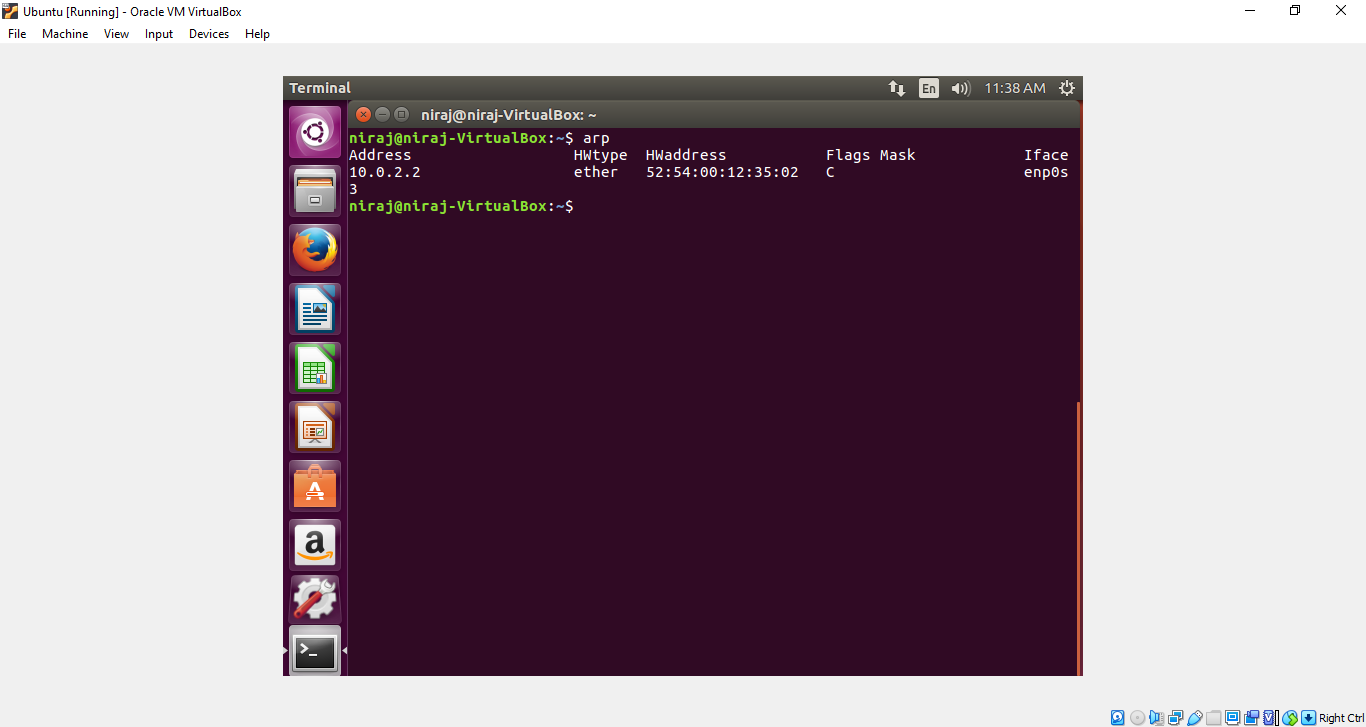 Ubuntu [Running] - Oracle VM VirtualBox
File Machine View Input Devices Help
Terminal En 11:38 AM
niraj@niraj-VirtualBox: ~
niraj@niraj-VirtualBox:~$ arp
Address HWtype HWaddress Flags Mask Iface
10.0.2.2 ether 52:54:00:12:35:02 C enp0s
3
niraj@niraj-VirtualBox:~$
a
>_
Right Ctrl